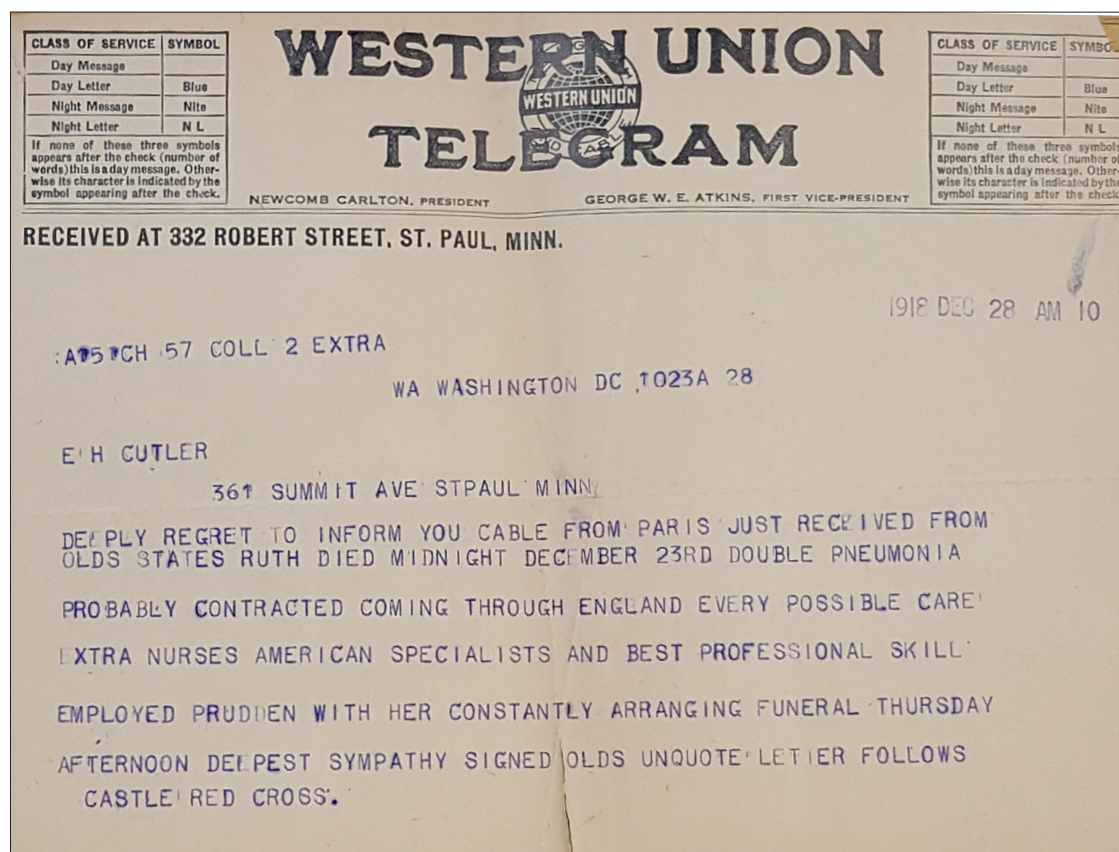 CLASS OF SERVICE SYMBOL
Day Message
Day Letter Blue
Night Message Nite
Night Letter N L
If none of these three symbols
appears after the check (number of
words) this is a day message. Other-
wise its character is indicated by the
symbol appearing after the check.
WESTERN UNION
WESTERN UNION
TELEGRAM
NEWCOMB CARLTON, PRESIDENT GEORGE W. E. ATKINS, FIRST VICE-PRESIDENT
CLASS OF SERVICE SYMBO
Day Message
Day Letter Blue
Night Message Nite
Night Letter N L
If none of these three symbols
appears after the check (number of
words) this is a day message. Other-
wise its character is indicated by the
symbol appearing after the check.
RECEIVED AT 332 ROBERT STREET, ST. PAUL, MINN.
1918 DEC 28 AM 10
57 COLL 2 EXTRA
WA WASHINGTON DC 1023A 28
E H CUTLER
361 SUMMIT AVE STPAUL MINN
DEEPLY REGRET TO INFORM YOU CABLE FROM PARIS JUST RECEIVED FROM
OLDS STATES RUTH DIED MIDNIGHT DECEMBER 23RD DOUBLE PNEUMONIA
PROBABLY CONTRACTED COMING THROUGH ENGLAND EVERY POSSIBLE CARE
EXTRA NURSES AMERICAN SPECIALISTS AND BEST PROFESSIONAL SKILL
EMPLOYED PRUDDEN WITH HER CONSTANTLY ARRANGING FUNERAL THURSDAY
AFTERNOON DEEPEST SYMPATHY SIGNED OLDS UNQUOTE LETTER FOLLOWS
CASTLE RED CROSS.